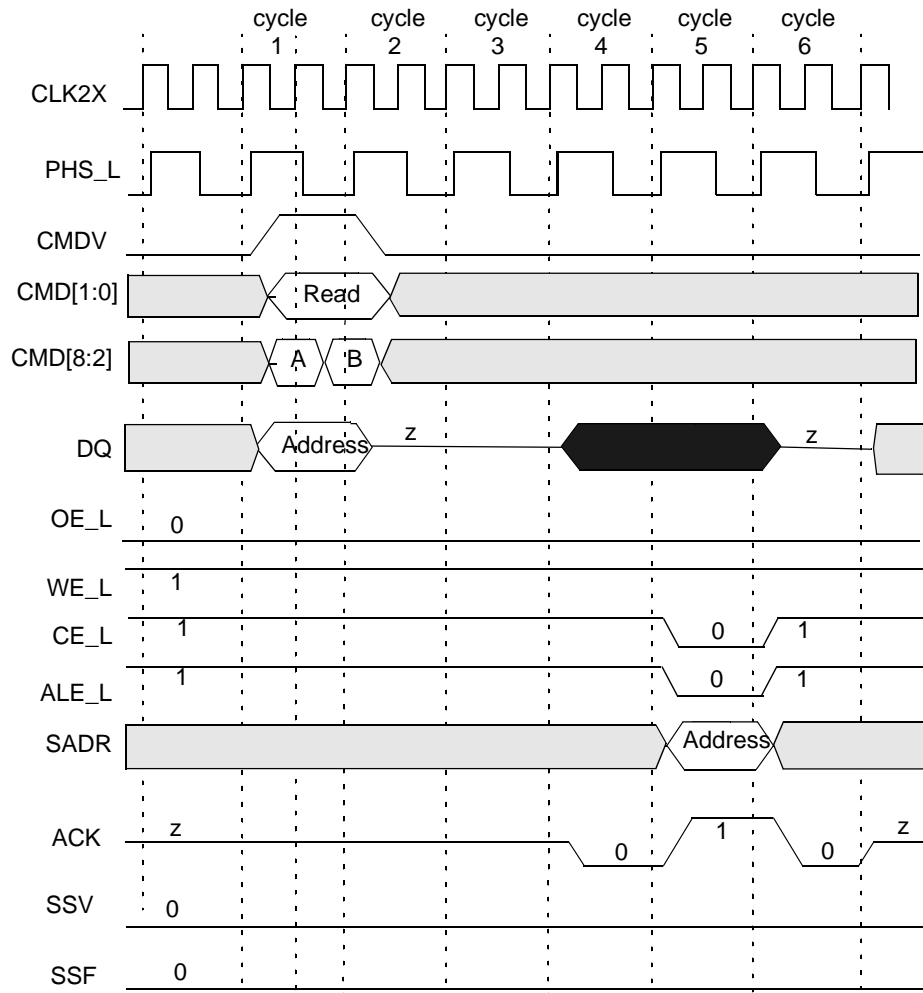 cycle cycle cycle cycle cycle cycle
1 2 3 4 5 6
CLK2X
PHS_L
CMDV
CMD[1:0] Read
CMD[8:2] A B
DQ Address z z
OE_L 0
WE_L 1
CE_L 1 0 1
ALE_L 1 0 1
SADR Address
ACK z 0 1 0 z
SSV 0
SSF 0